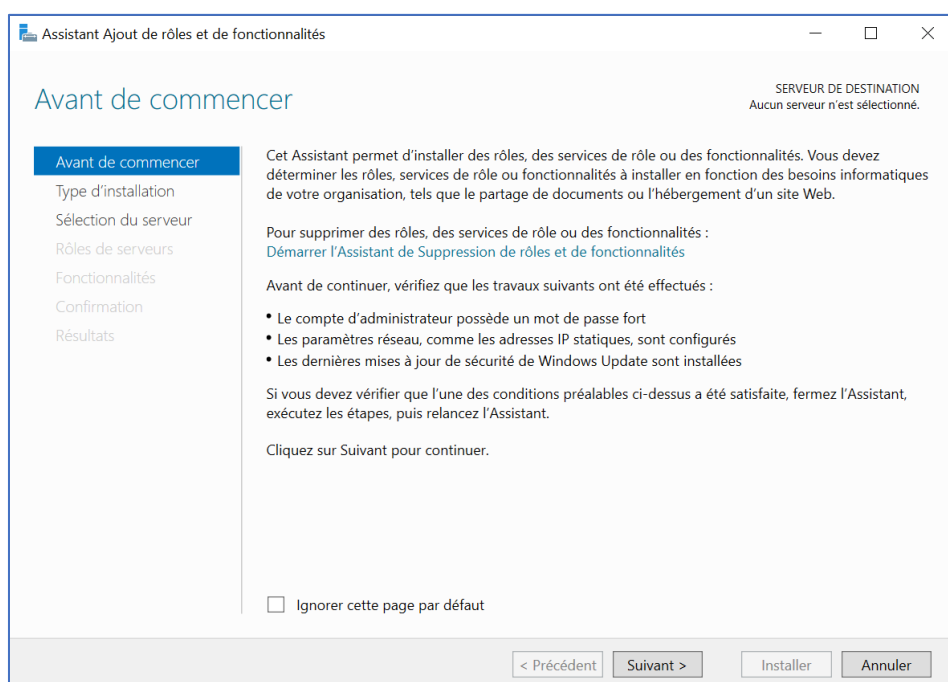 Assistant Ajout de rôles et de fonctionnalités
Avant de commencer
SERVEUR DE DESTINATION
Aucun serveur n'est sélectionné.
Avant de commencer
Type d'installation
Sélection du serveur
Rôles de serveurs
Fonctionnalités
Confirmation
Résultats
Cet Assistant permet d'installer des rôles, des services de rôle ou des fonctionnalités. Vous devez
déterminer les rôles, services de rôle ou fonctionnalités à installer en fonction des besoins informatiques
de votre organisation, tels que le partage de documents ou l'hébergement d'un site Web.
Pour supprimer des rôles, des services de rôle ou des fonctionnalités :
Démarrer l'Assistant de Suppression de rôles et de fonctionnalités
Avant de continuer, vérifiez que les travaux suivants ont été effectués :
• Le compte d'administrateur possède un mot de passe fort
• Les paramètres réseau, comme les adresses IP statiques, sont configurés
• Les dernières mises à jour de sécurité de Windows Update sont installées
Si vous devez vérifier que l'une des conditions préalables ci-dessus a été satisfaite, fermez l'Assistant,
exécutez les étapes, puis relancez l'Assistant.
Cliquez sur Suivant pour continuer.
Ignorer cette page par défaut
< Précédent
Suivant >
Installer
Annuler